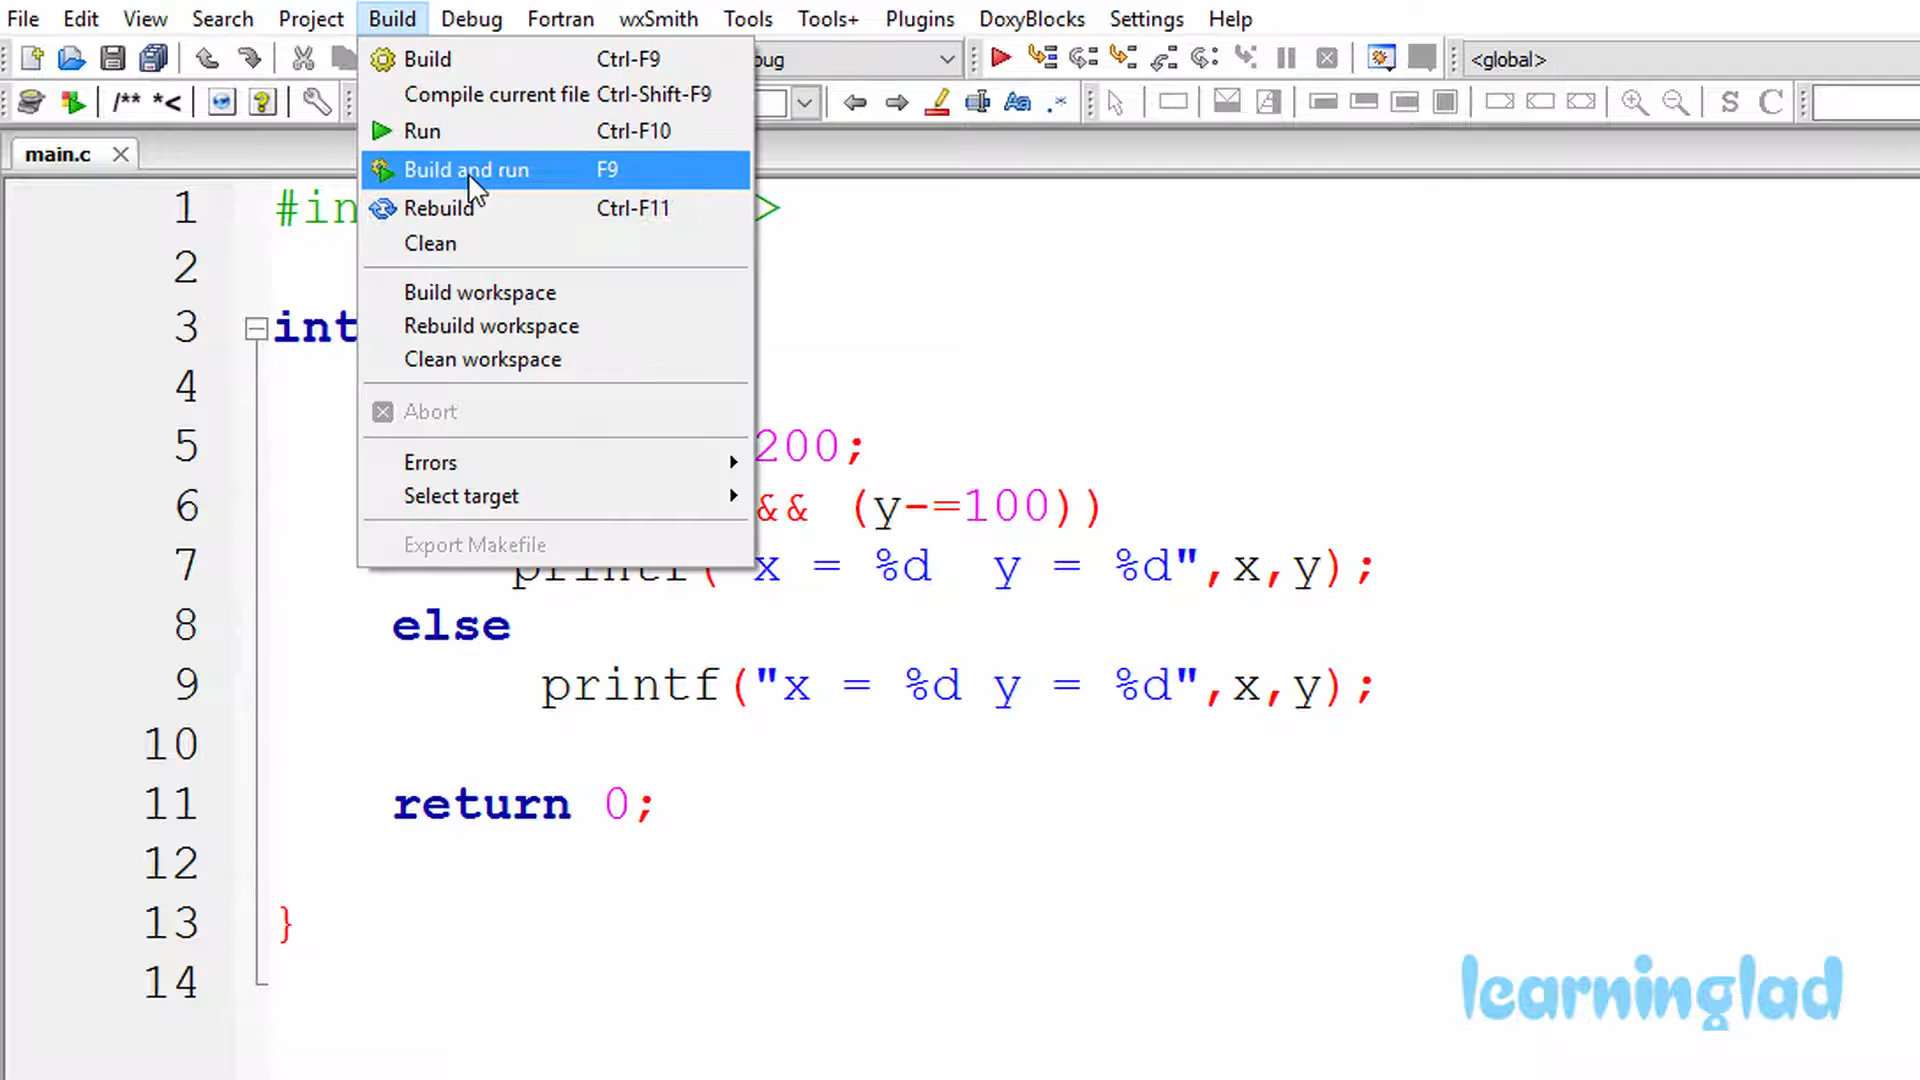 File Edit View Search Project Build Debug Fortran wxSmith Tools Tools+ Plugins DoxyBlocks Settings Help
Build Ctrl-F9
<global>
Compile current file Ctrl-Shift-F9
/** *<
S C
Run Ctrl-F10
main.c
Build and run F9
Rebuild Ctrl-F11
Clean
Build workspace
Rebuild workspace
Clean workspace
Abort
Errors
Select target
Export Makefile
1 #in >
2
3 int
4
5 200;
6 && (y-=100))
7 printf( x = %d y = %d",x,y);
8 else
9 printf("x = %d y = %d",x,y);
10
11 return 0;
12
13 }
14
learninglad